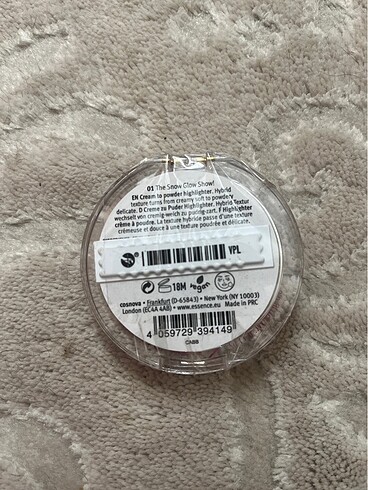 01 The Snow Glow Show!
EN Cream to powder highlighter. Hybrid
texture turns from creamy soft to powdery
delicate. D Creme zu Puder Highlighter. Hybrid Textur
wechselt von cremig-weich zu pudrig-zart. F Highlighter
crème à poudre. La texture hybride passe d'une texture
crémeuse et douce à une texture poudrée et délicate.
YPL
18M vegan
cosnova • Frankfurt (D-65843) • New York (NY 10003)
London (EC4A 4AB) • www.essence.eu Made in PRC
4 059729 394149